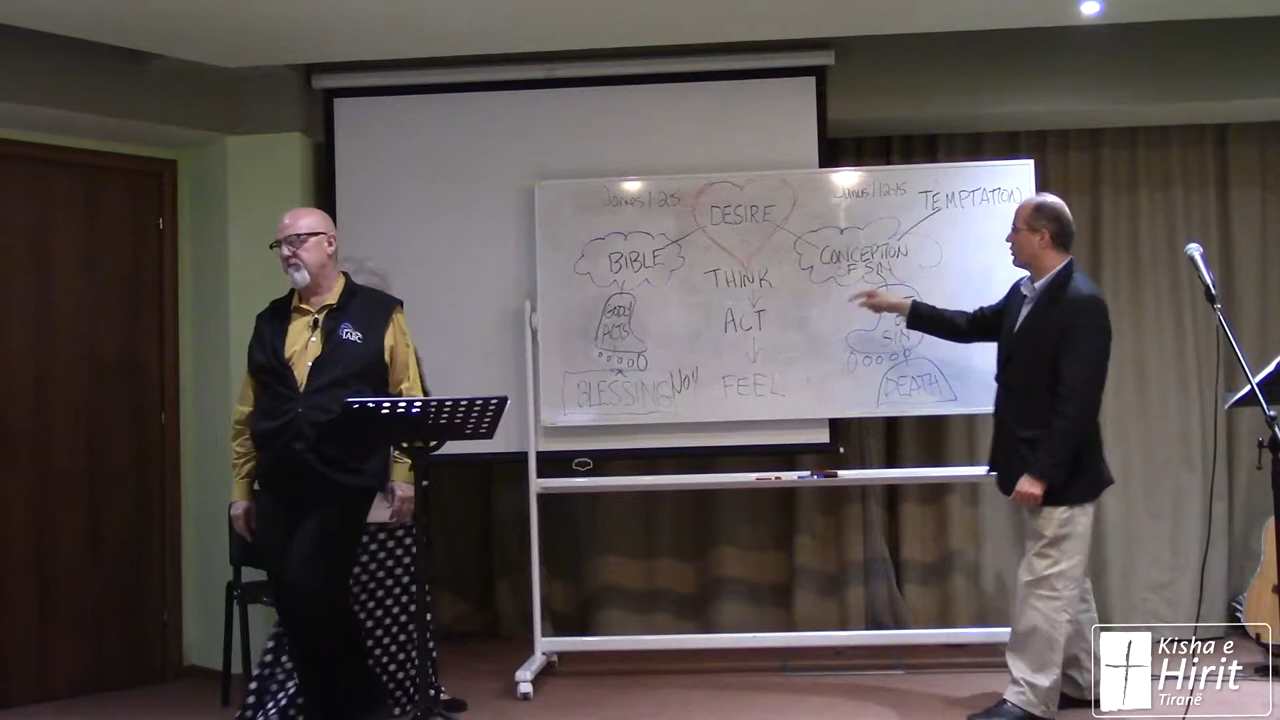 James 1:25
DESIRE
James 1:12-15
TEMPTATION
BIBLE
THINK
CONCEPTION
OF SIN
GODLY
ACTS
ACT
SIN
BLESSING
FEEL
DEATH
IABC
Kisha e
Hirit
Tiranë